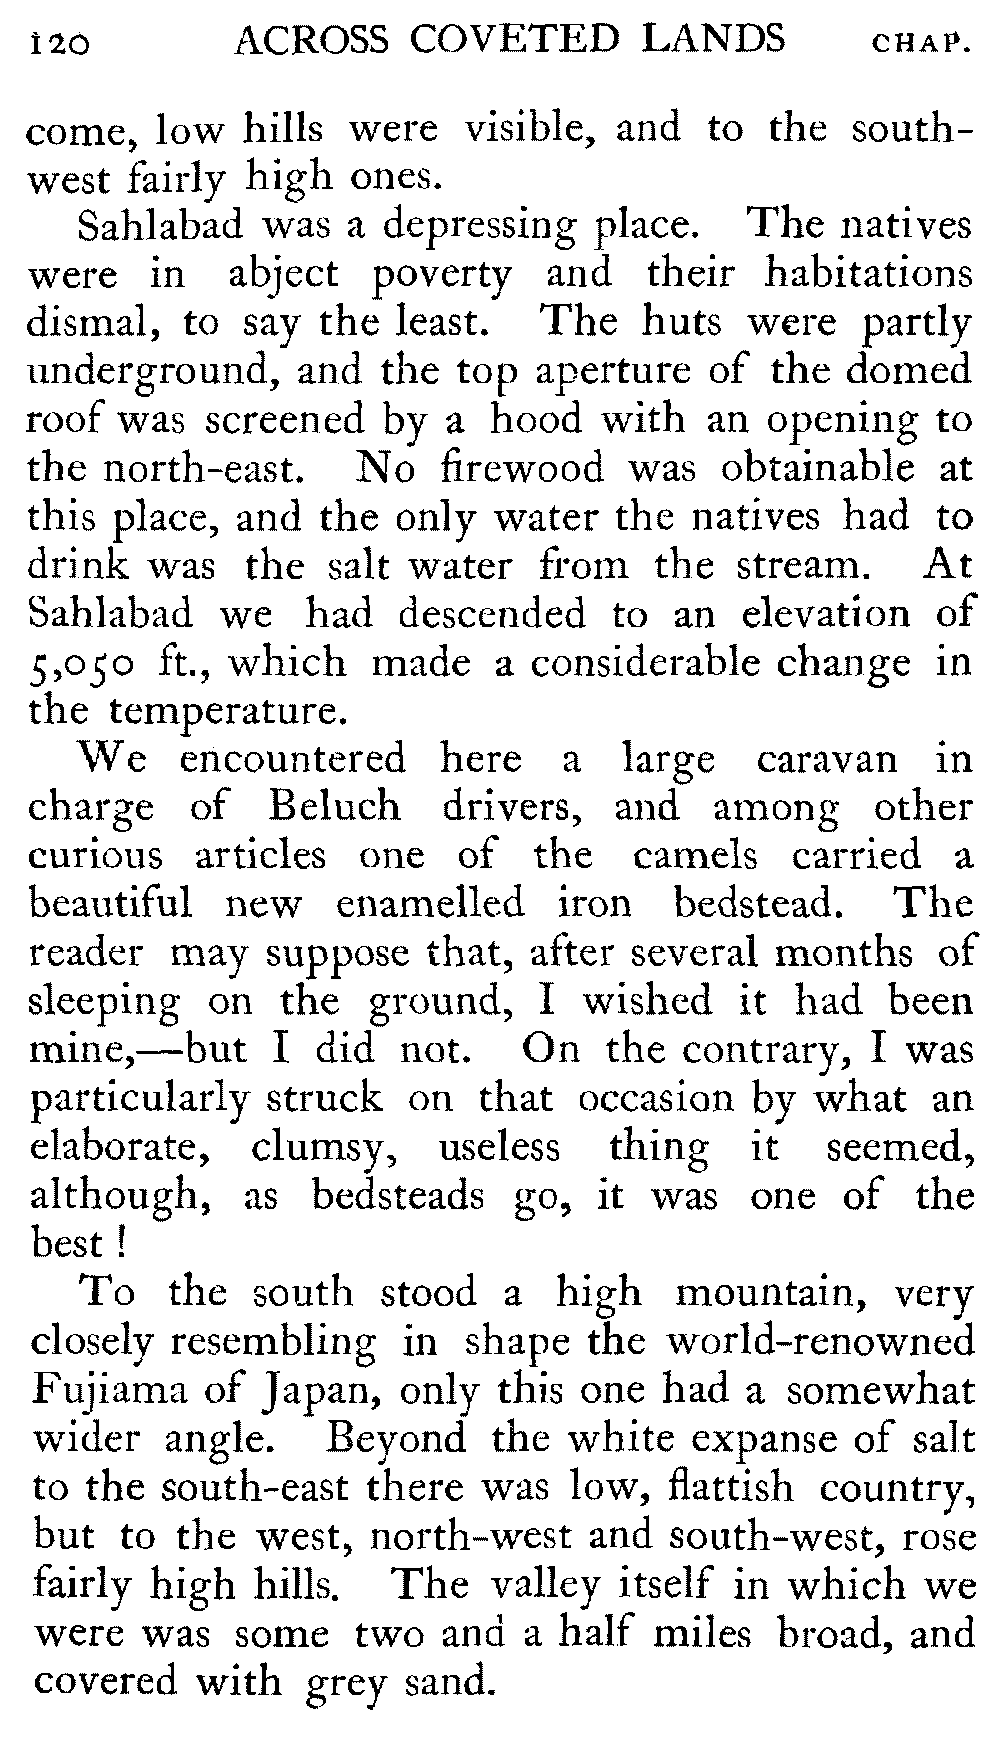 120 ACROSS COVETED LANDS CHAP.
come, low hills were visible, and to the south-
west fairly high ones.
Sahlabad was a depressing place. The natives
were in abject poverty and their habitations
dismal, to say the least. The huts were partly
underground, and the top aperture of the domed
roof was screened by a hood with an opening to
the north-east. No firewood was obtainable at
this place, and the only water the natives had to
drink was the salt water from the stream. At
Sahlabad we had descended to an elevation of
5,050 ft., which made a considerable change in
the temperature.
We encountered here a large caravan in
charge of Beluch drivers, and among other
curious articles one of the camels carried a
beautiful new enamelled iron bedstead. The
reader may suppose that, after several months of
sleeping on the ground, I wished it had been
mine,—but I did not. On the contrary, I was
particularly struck on that occasion by what an
elaborate, clumsy, useless thing it seemed,
although, as bedsteads go, it was one of the
best !
To the south stood a high mountain, very
closely resembling in shape the world-renowned
Fujiama of Japan, only this one had a somewhat
wider angle. Beyond the white expanse of salt
to the south-east there was low, flattish country,
but to the west, north-west and south-west, rose
fairly high hills. The valley itself in which we
were was some two and a half miles broad, and
covered with grey sand.